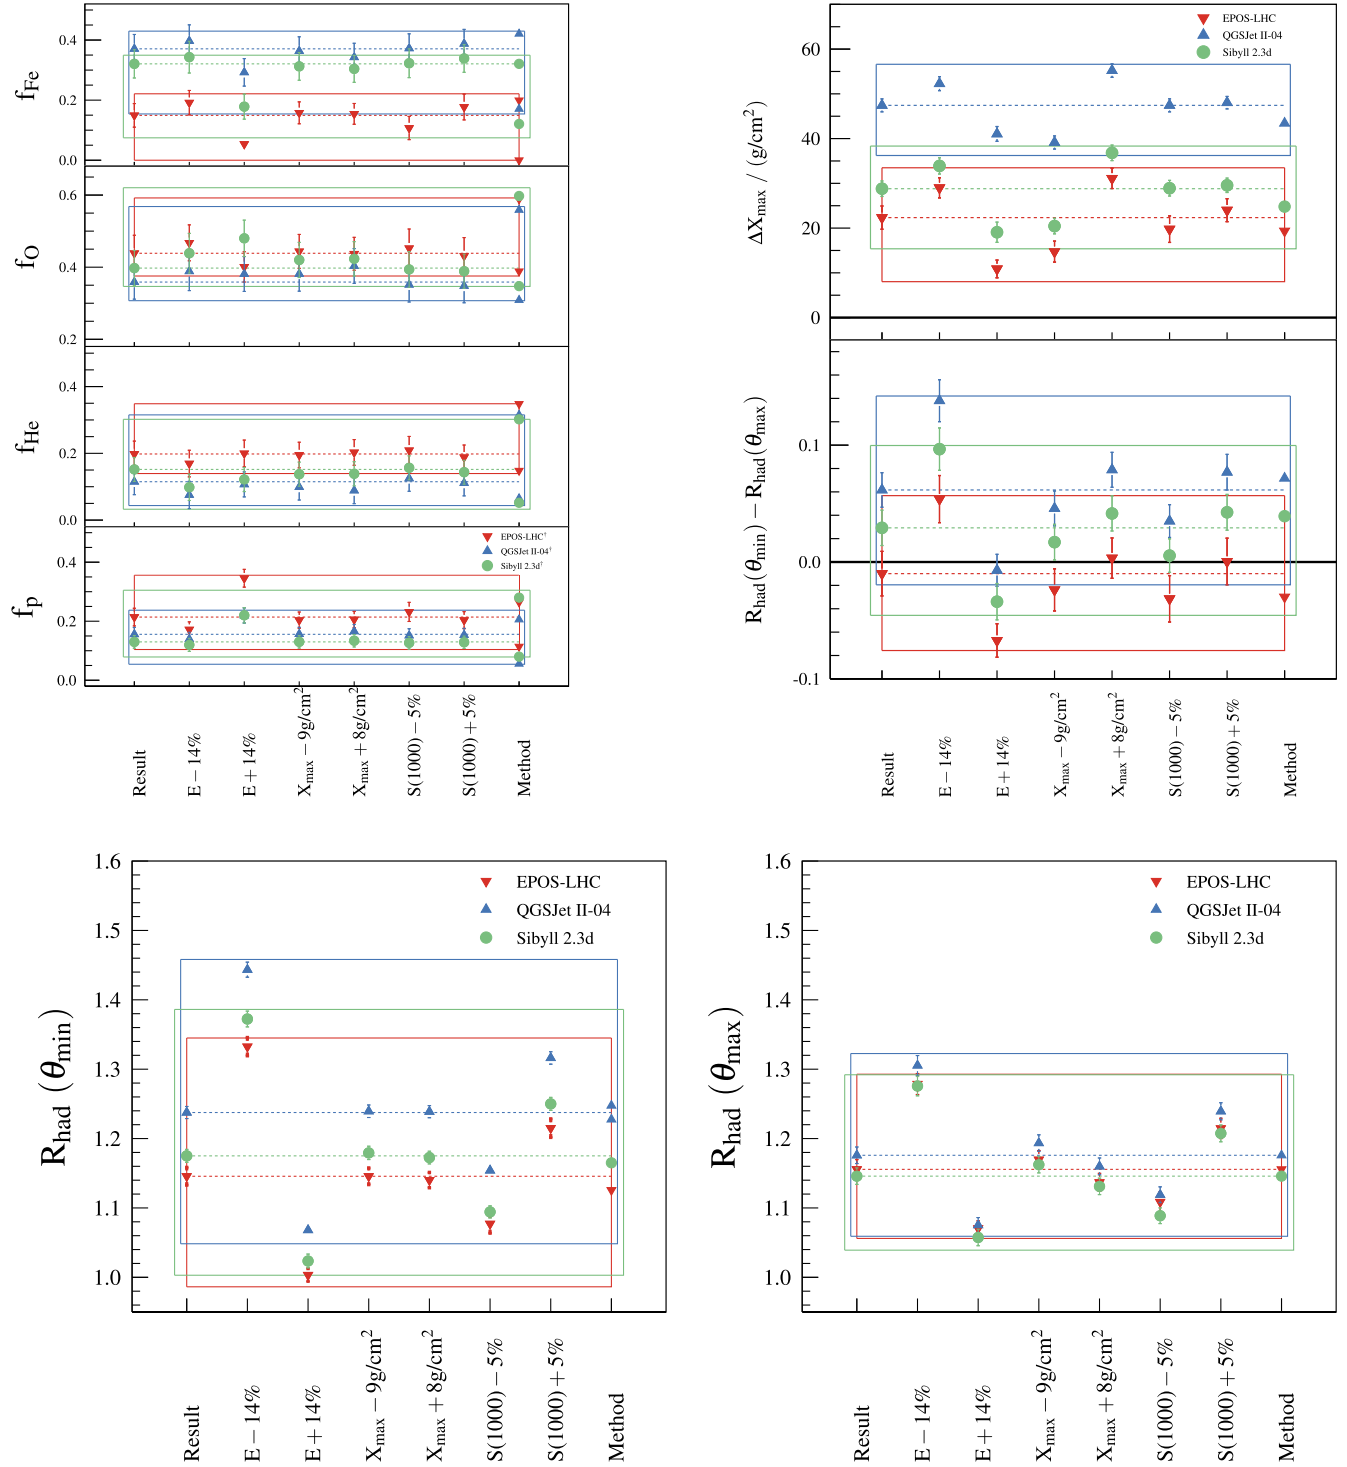 f_Fe
0.4
0.2
0.0
f_O
0.6
0.4
0.2
f_He
0.4
0.2
0.0
f_p
0.4
0.2
0.0
EPOS-LHC†
QGSJet II-04†
Sibyll 2.3d†
Result
E − 14%
E + 14%
X_max − 9g/cm²
X_max + 8g/cm²
S(1000) − 5%
S(1000) + 5%
Method
ΔX_max / (g/cm²)
60
40
20
0
EPOS-LHC
QGSJet II-04
Sibyll 2.3d
R_had(θ_min) − R_had(θ_max)
0.1
0.0
-0.1
Result
E − 14%
E + 14%
X_max − 9g/cm²
X_max + 8g/cm²
S(1000) − 5%
S(1000) + 5%
Method
R_had (θ_min)
1.6
1.5
1.4
1.3
1.2
1.1
1.0
EPOS-LHC
QGSJet II-04
Sibyll 2.3d
Result
E − 14%
E + 14%
X_max − 9g/cm²
X_max + 8g/cm²
S(1000) − 5%
S(1000) + 5%
Method
R_had (θ_max)
1.6
1.5
1.4
1.3
1.2
1.1
1.0
EPOS-LHC
QGSJet II-04
Sibyll 2.3d
Result
E − 14%
E + 14%
X_max − 9g/cm²
X_max + 8g/cm²
S(1000) − 5%
S(1000) + 5%
Method